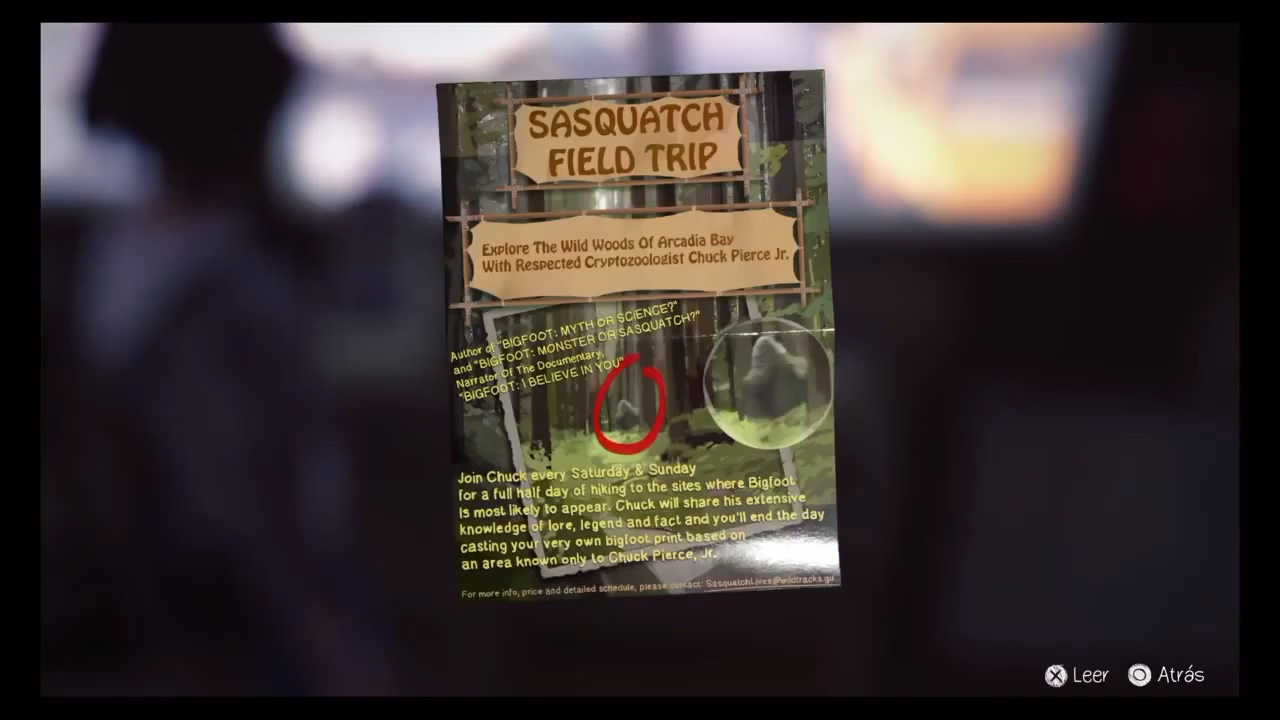 SASQUATCH
FIELD TRIP
Explore The Wild Woods Of Arcadia Bay
With Respected Cryptozoologist Chuck Pierce Jr.
Author of "BIGFOOT: MYTH OR SCIENCE?"
and "BIGFOOT: MONSTER OR SASQUATCH?"
Narrator Of The Documentary,
"BIGFOOT: I BELIEVE IN YOU"
Join Chuck every Saturday & Sunday
for a full half day of hiking to the sites where Bigfoot
Is most likely to appear. Chuck will share his extensive
knowledge of lore, legend and fact and you'll end the day
casting your very own bigfoot print based on
an area known only to Chuck Pierce, Jr.
For more info, price and detailed schedule, please contact: SasquatchLives@wildtracks.gu
Leer
Atrás